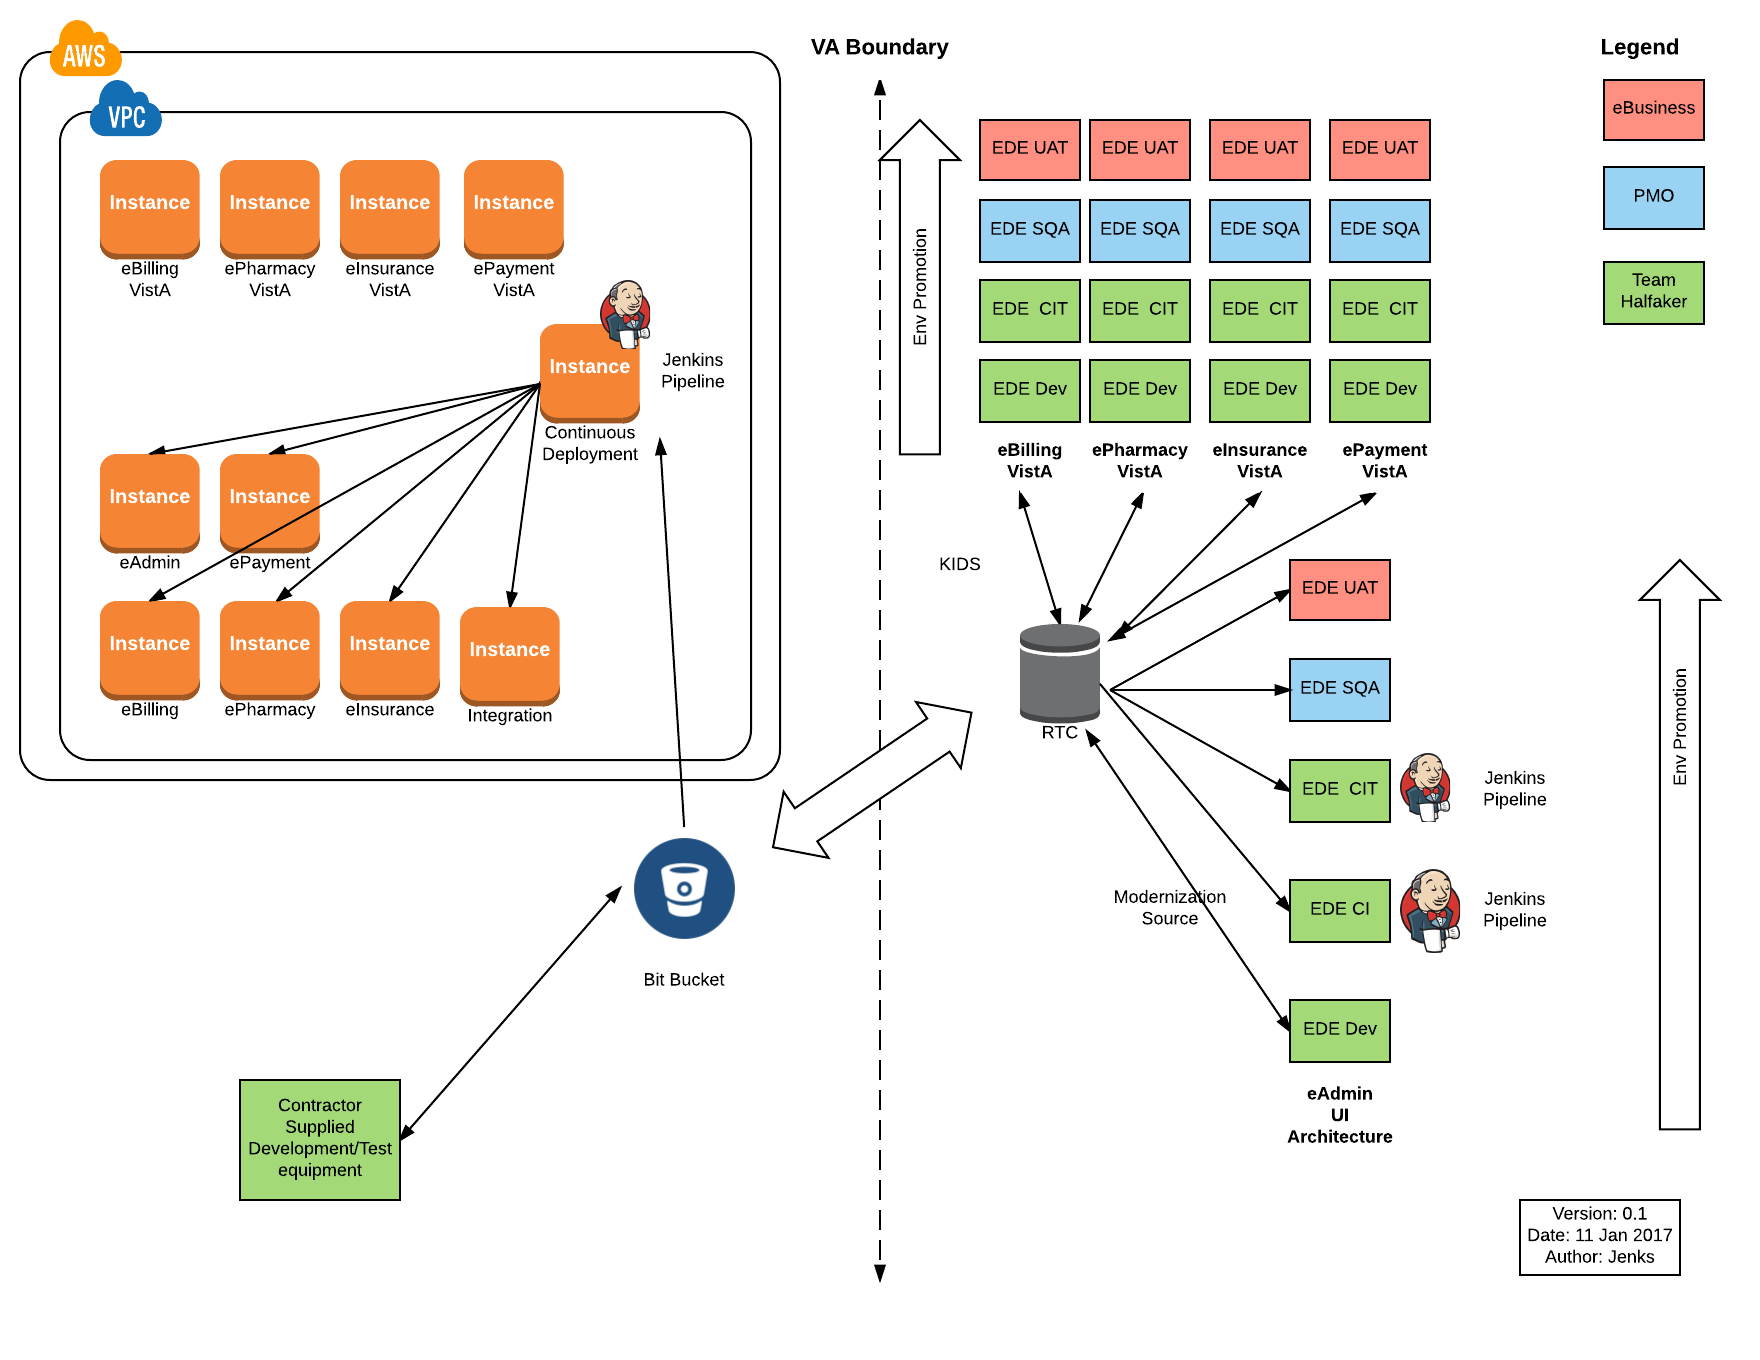 AWS
VPC
Instance
Instance
Instance
Instance
eBilling
VistA
ePharmacy
VistA
eInsurance
VistA
ePayment
VistA
Instance
Jenkins
Pipeline
Continuous
Deployment
Instance
Instance
eAdmin
ePayment
Instance
Instance
Instance
Instance
eBilling
ePharmacy
eInsurance
Integration
Bit Bucket
Contractor
Supplied
Development/Test
equipment
VA Boundary
Env Promotion
EDE UAT
EDE UAT
EDE UAT
EDE UAT
EDE SQA
EDE SQA
EDE SQA
EDE SQA
EDE CIT
EDE CIT
EDE CIT
EDE CIT
EDE Dev
EDE Dev
EDE Dev
EDE Dev
eBilling
VistA
ePharmacy
VistA
eInsurance
VistA
ePayment
VistA
KIDS
RTC
EDE UAT
EDE SQA
EDE CIT
Jenkins
Pipeline
Modernization
Source
EDE CI
Jenkins
Pipeline
EDE Dev
eAdmin
UI
Architecture
Env Promotion
Legend
eBusiness
PMO
Team
Halfaker
Version: 0.1
Date: 11 Jan 2017
Author: Jenks